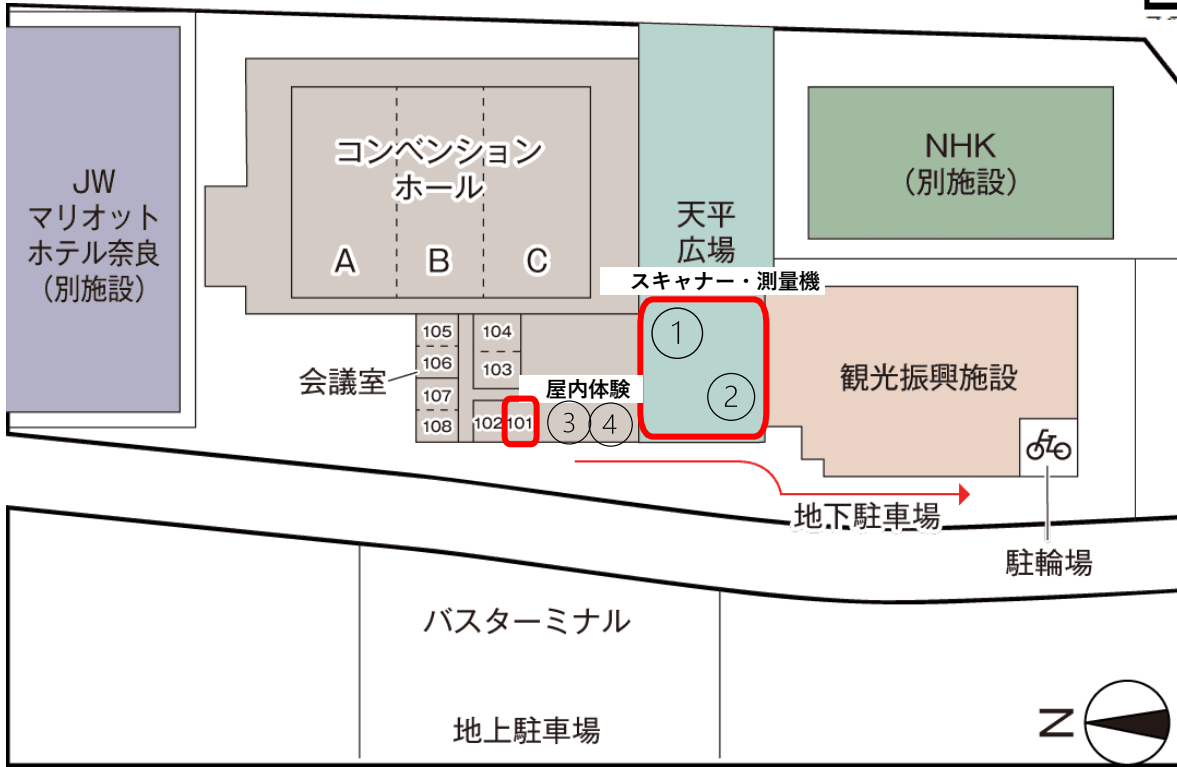 JW
マリオット
ホテル奈良
（別施設）
コンベンション
ホール
A
B
C
天平
広場
NHK
（別施設）
スキャナー・測量機
①
②
105
104
106
103
107
108
102
101
会議室
屋内体験
③
④
観光振興施設
地下駐車場
駐輪場
バスターミナル
地上駐車場
N